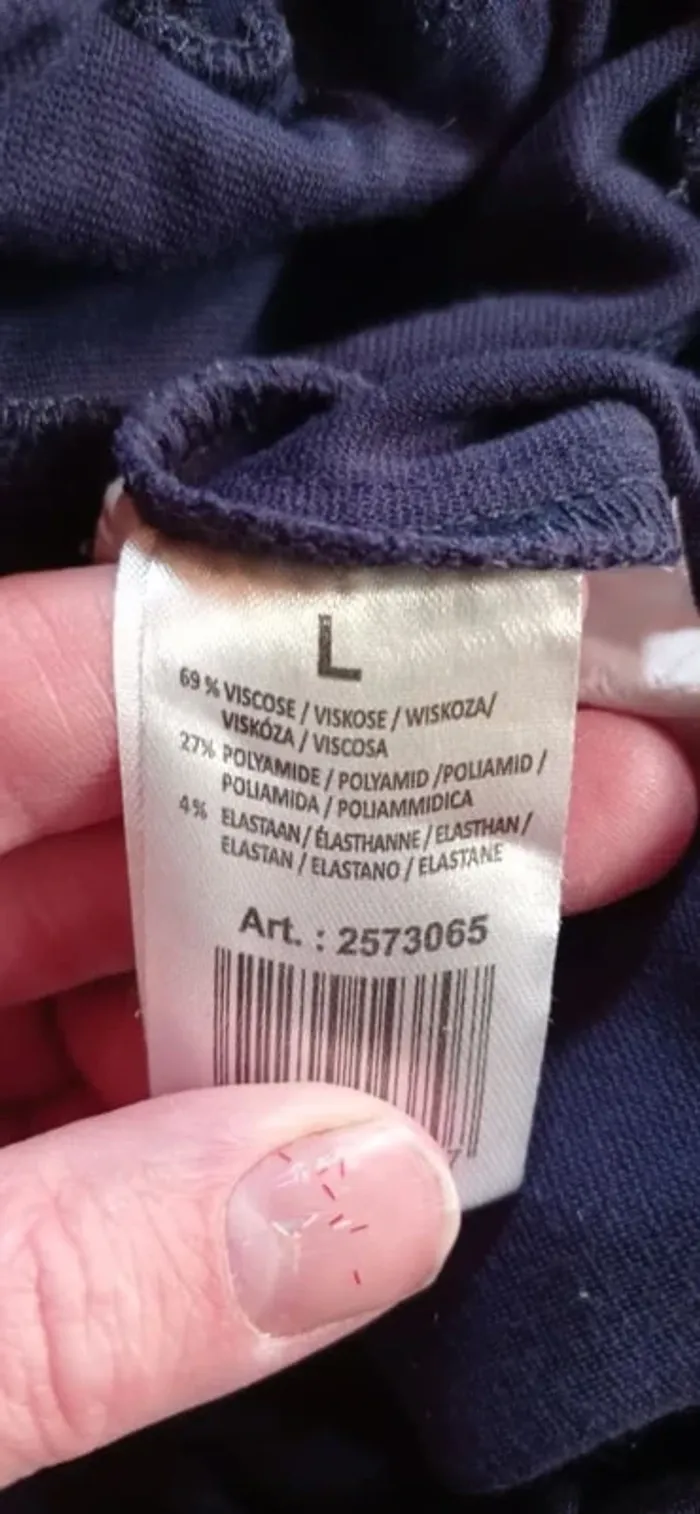 L
69 % VISCOSE / VISKOSE / WISKOZA/
VISKÓZA / VISCOSA
27% POLYAMIDE / POLYAMID /POLIAMID /
POLIAMIDA / POLIAMMIDICA
4% ELASTAAN / ÉLASTHANNE / ELASTHAN /
ELASTAN / ELASTANO / ELASTANE
Art. : 2573065
7